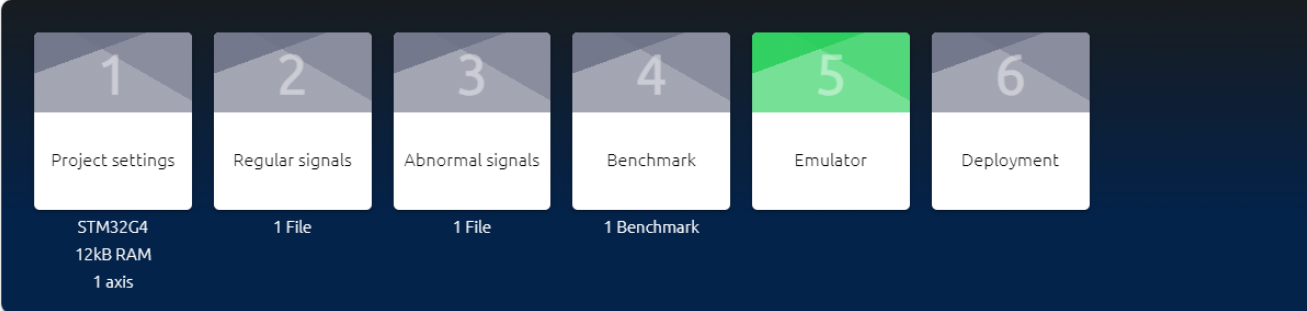 1 2 3 4 5 6
Project settings Regular signals Abnormal signals Benchmark Emulator Deployment
STM32G4 1 File 1 File 1 Benchmark
12kB RAM
1 axis